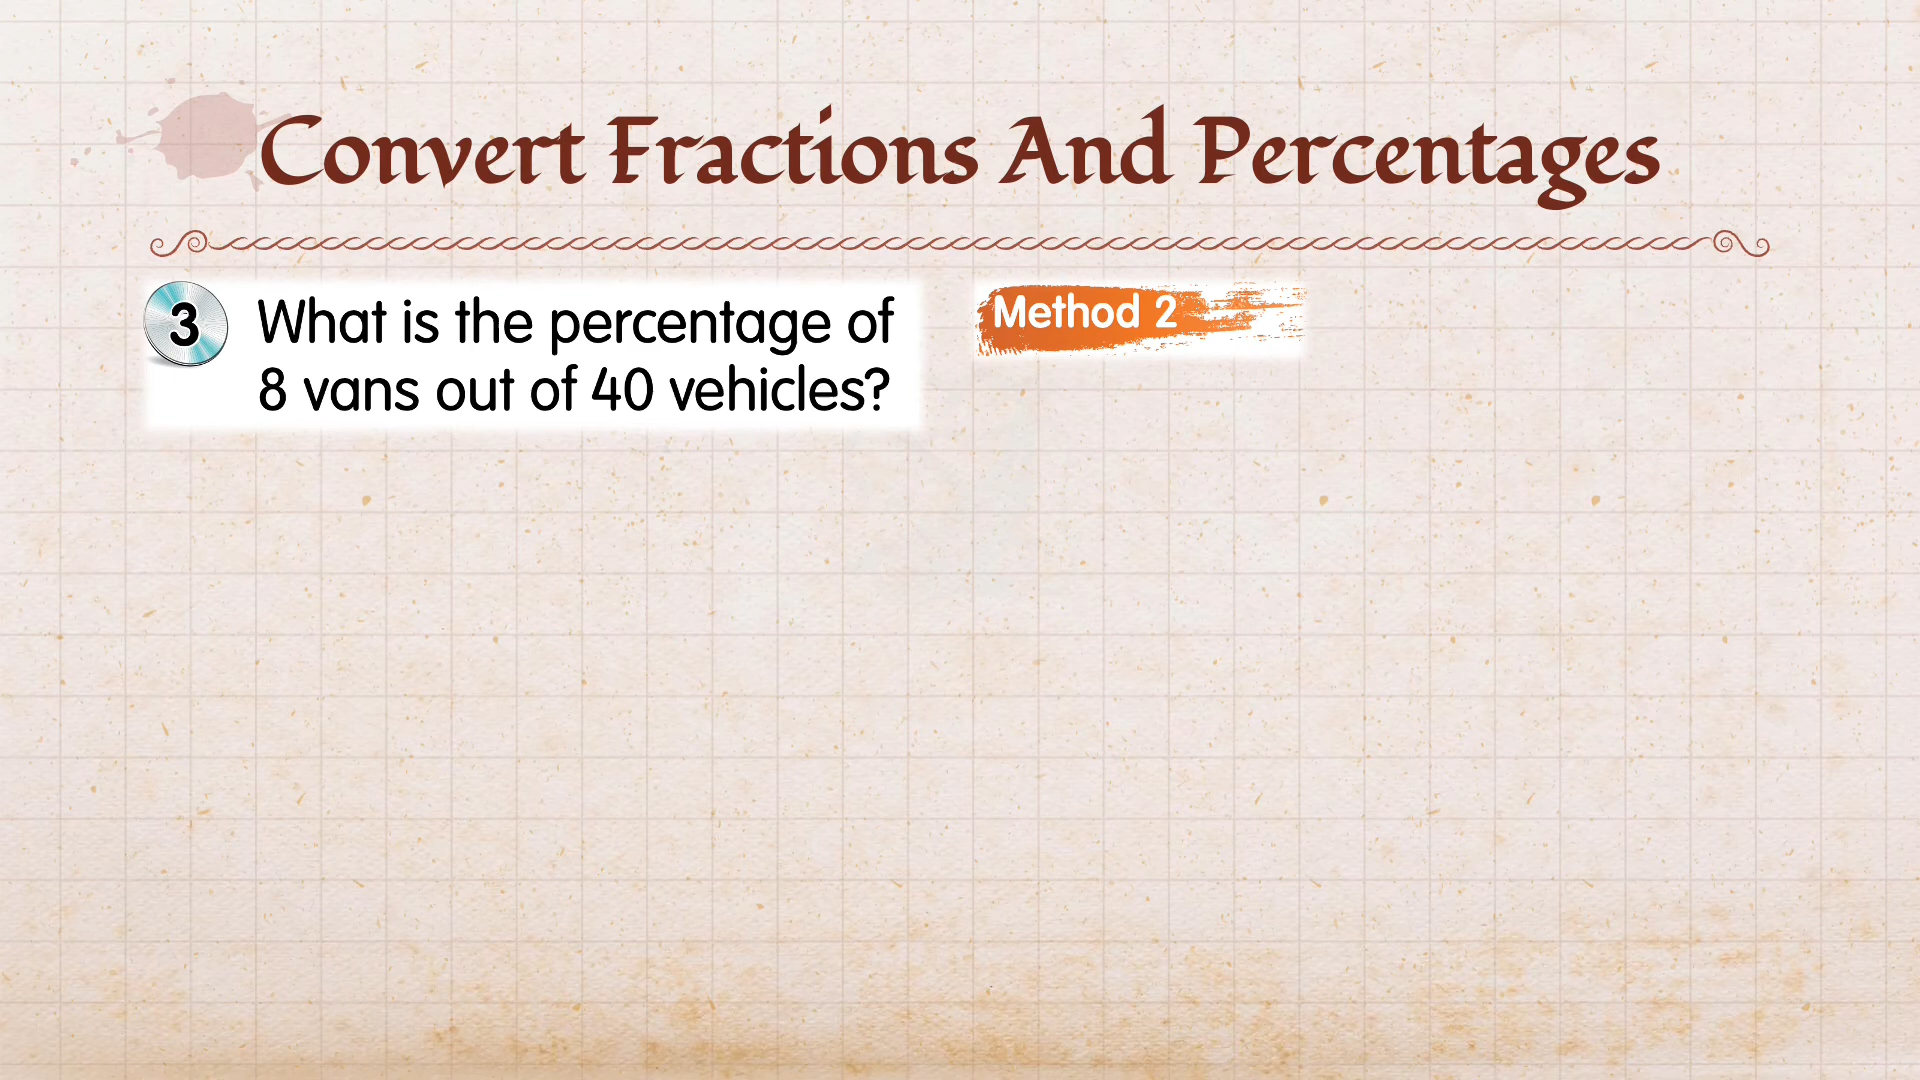 Convert Fractions And Percentages
3 What is the percentage of
8 vans out of 40 vehicles?
Method 2